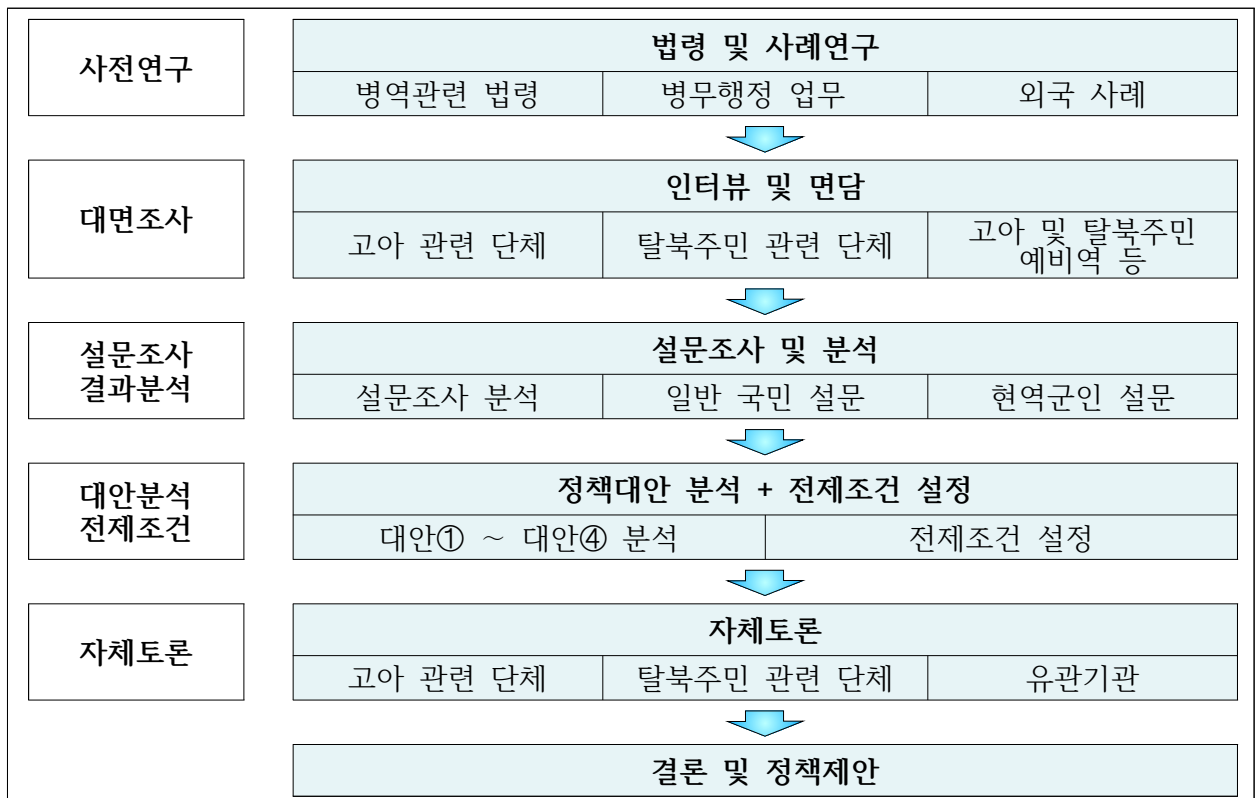 사전연구
법령 및 사례연구
병역관련 법령
병무행정 업무
외국 사례
대면조사
인터뷰 및 면담
고아 관련 단체
탈북주민 관련 단체
고아 및 탈북주민
예비역 등
설문조사
결과분석
설문조사 및 분석
설문조사 분석
일반 국민 설문
현역군인 설문
대안분석
전제조건
정책대안 분석 + 전제조건 설정
대안① ~ 대안④ 분석
전제조건 설정
자체토론
자체토론
고아 관련 단체
탈북주민 관련 단체
유관기관
결론 및 정책제안